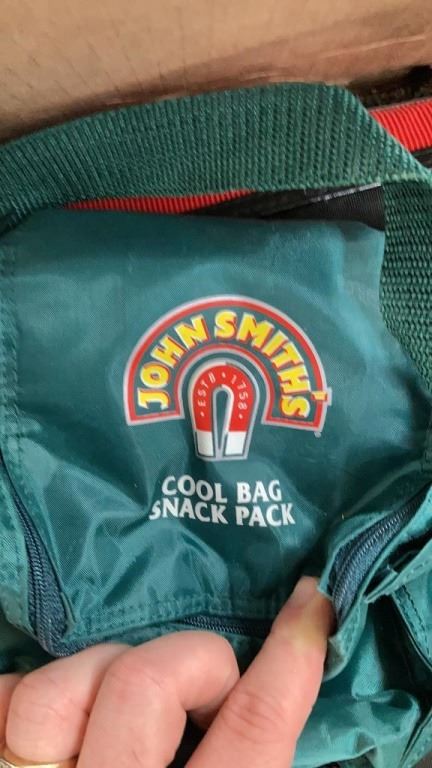 JOHN SMITH'S
· ESTD · 1758 ·
COOL BAG
SNACK PACK